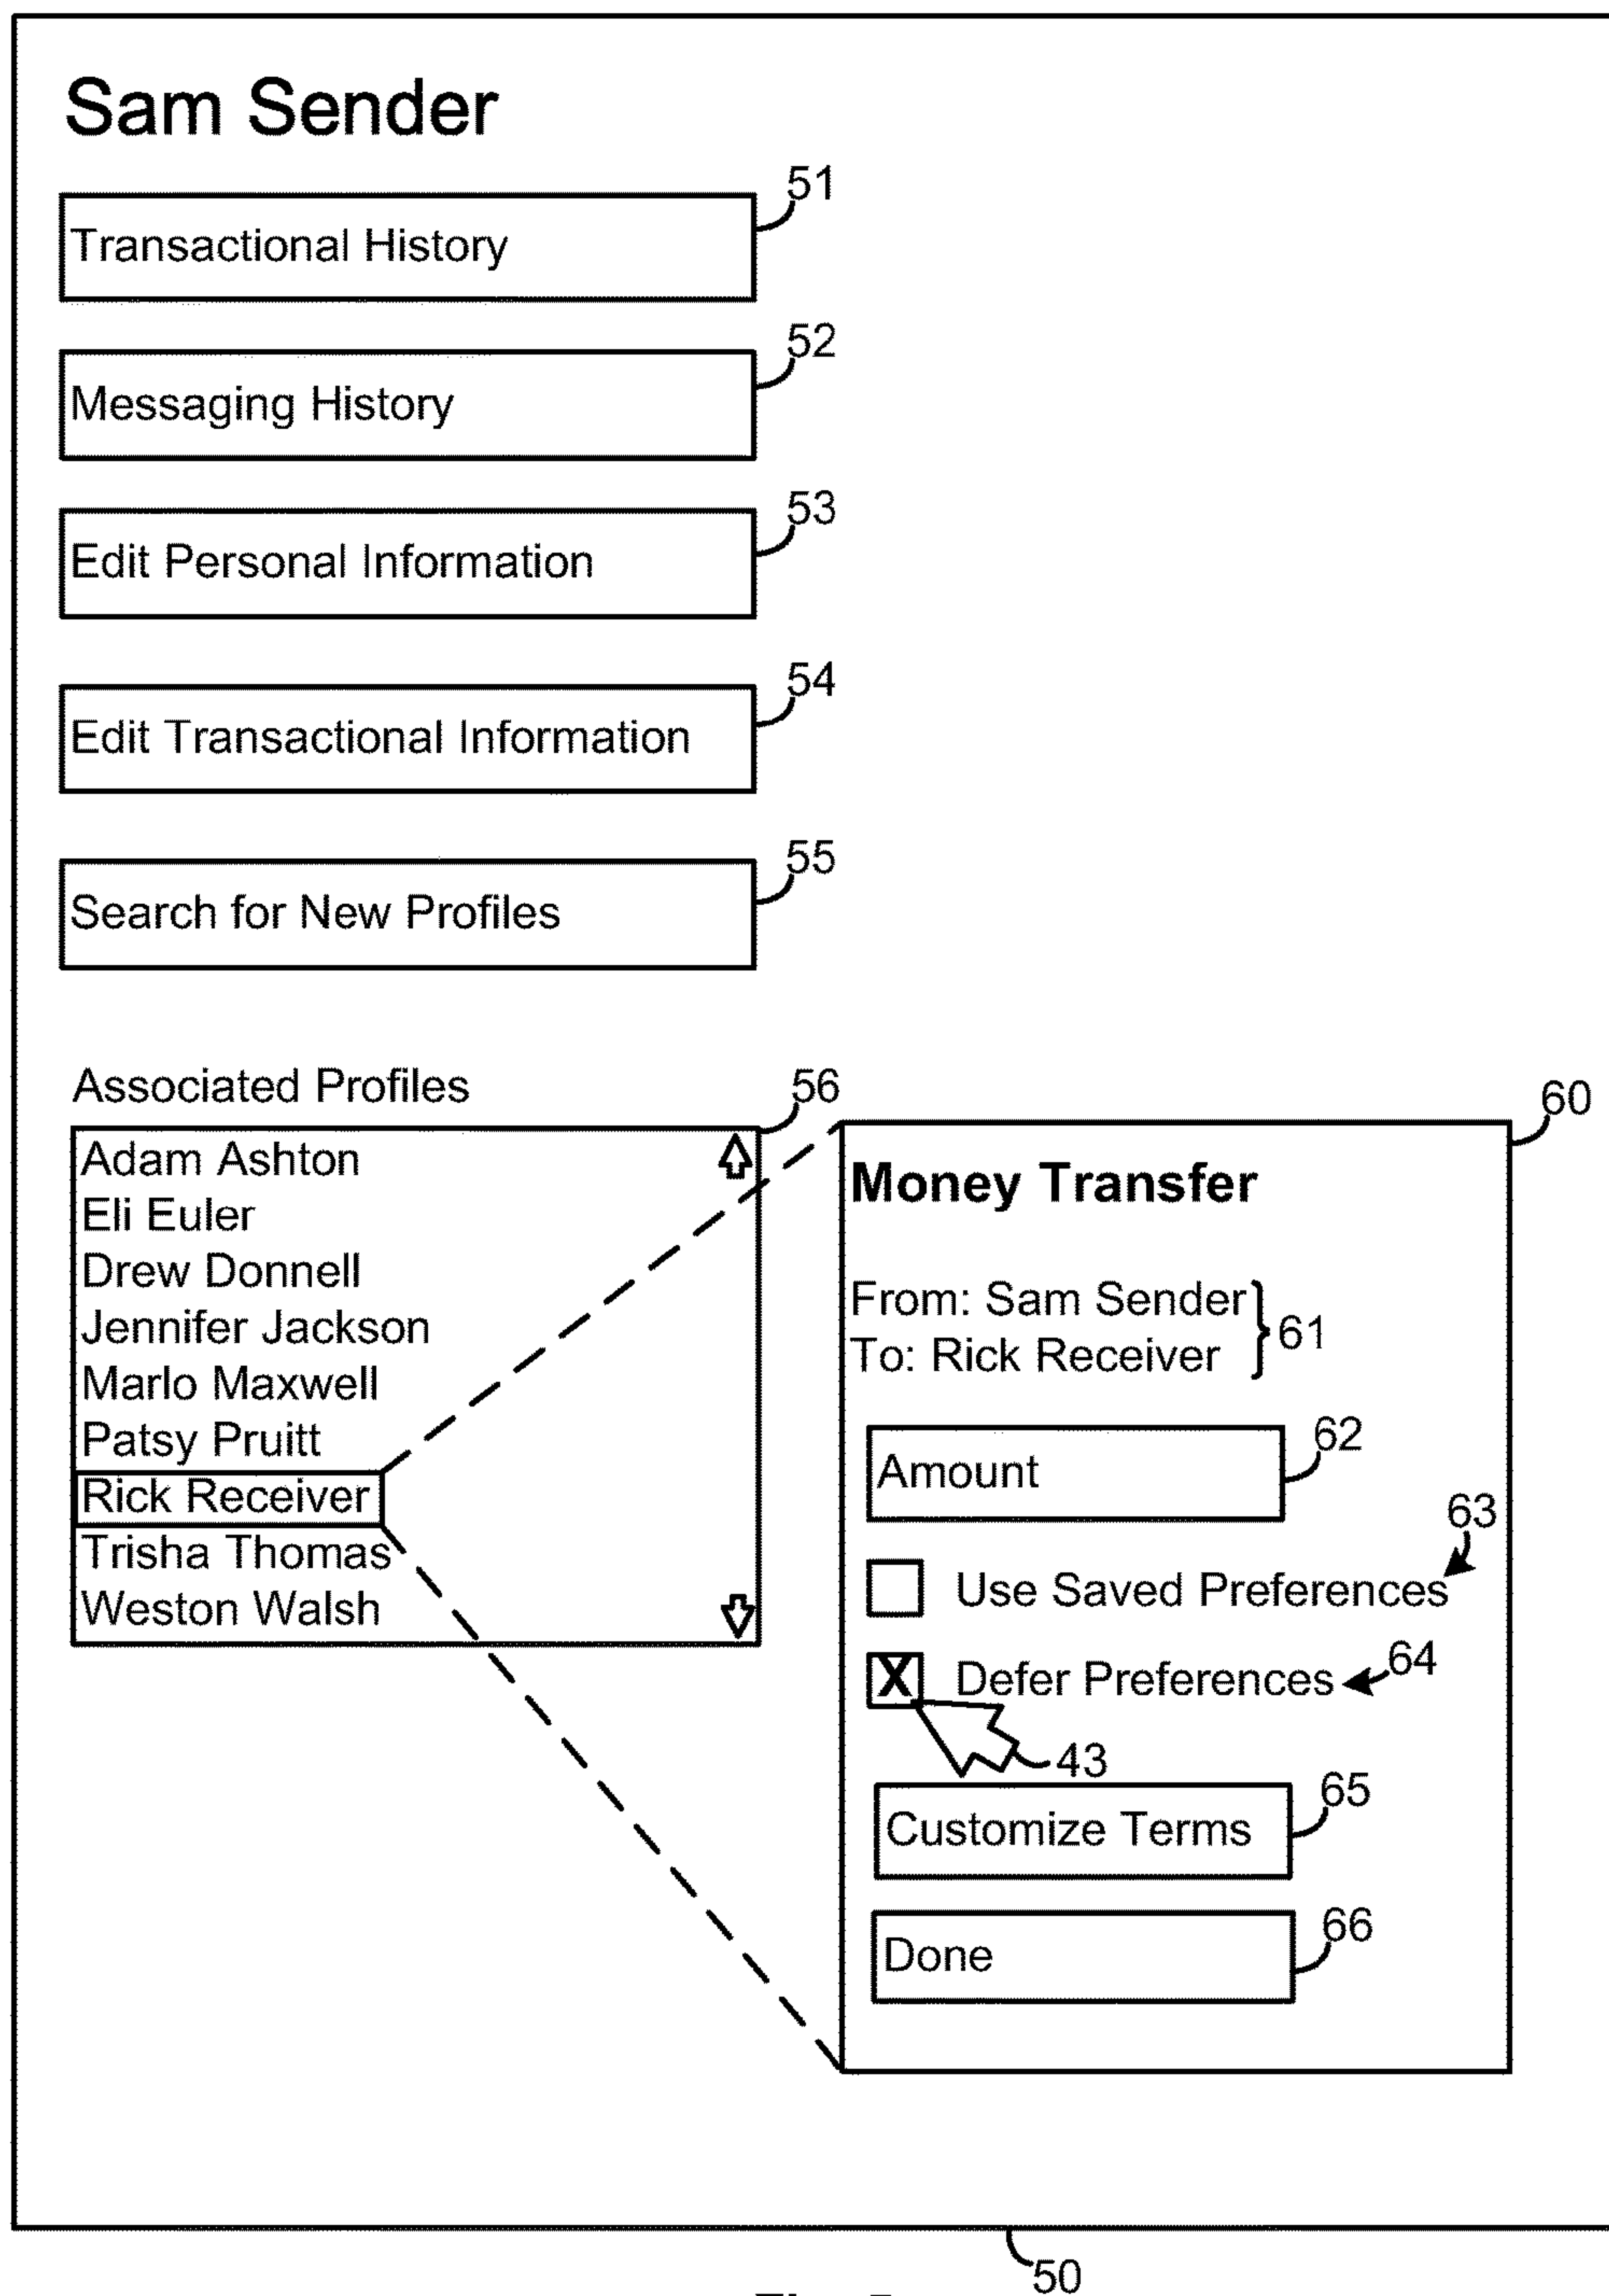 Sam Sender
51
Transactional History
52
Messaging History
53
Edit Personal Information
54
Edit Transactional Information
55
Search for New Profiles
Associated Profiles
56
Adam Ashton
Eli Euler
Drew Donnell
Jennifer Jackson
Marlo Maxwell
Patsy Pruitt
Rick Receiver
Trisha Thomas
Weston Walsh
60
Money Transfer
From: Sam Sender
To: Rick Receiver
61
62
Amount
63
Use Saved Preferences
X Defer Preferences
64
43
65
Customize Terms
66
Done
50